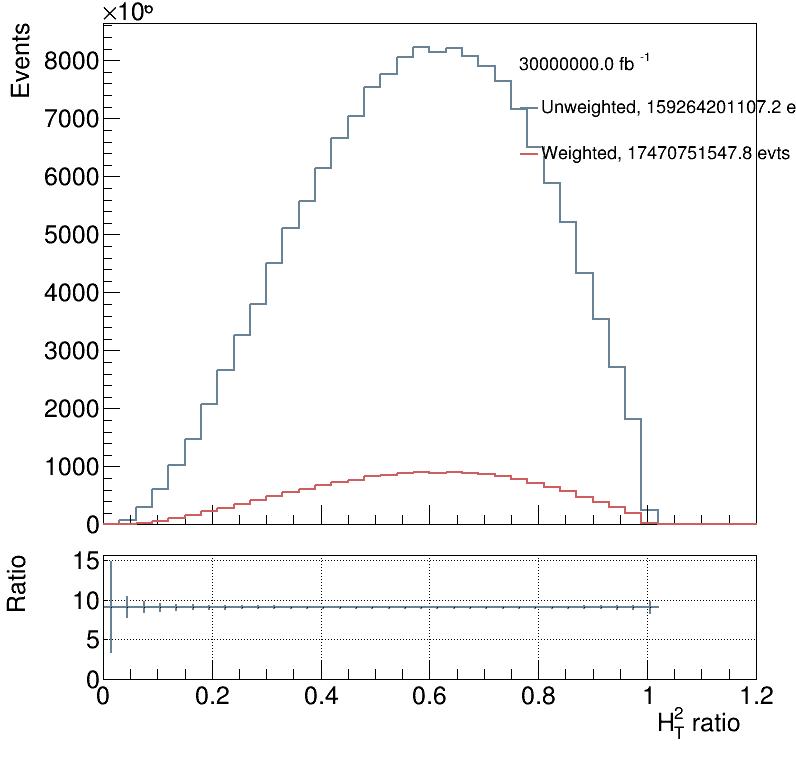 ×10⁶
Events
8000
7000
6000
5000
4000
3000
2000
1000
0
30000000.0 fb ⁻¹
Unweighted, 159264201107.2 e
Weighted, 17470751547.8 evts
Ratio
15
10
5
0
0 0.2 0.4 0.6 0.8 1 1.2
H_T^2 ratio